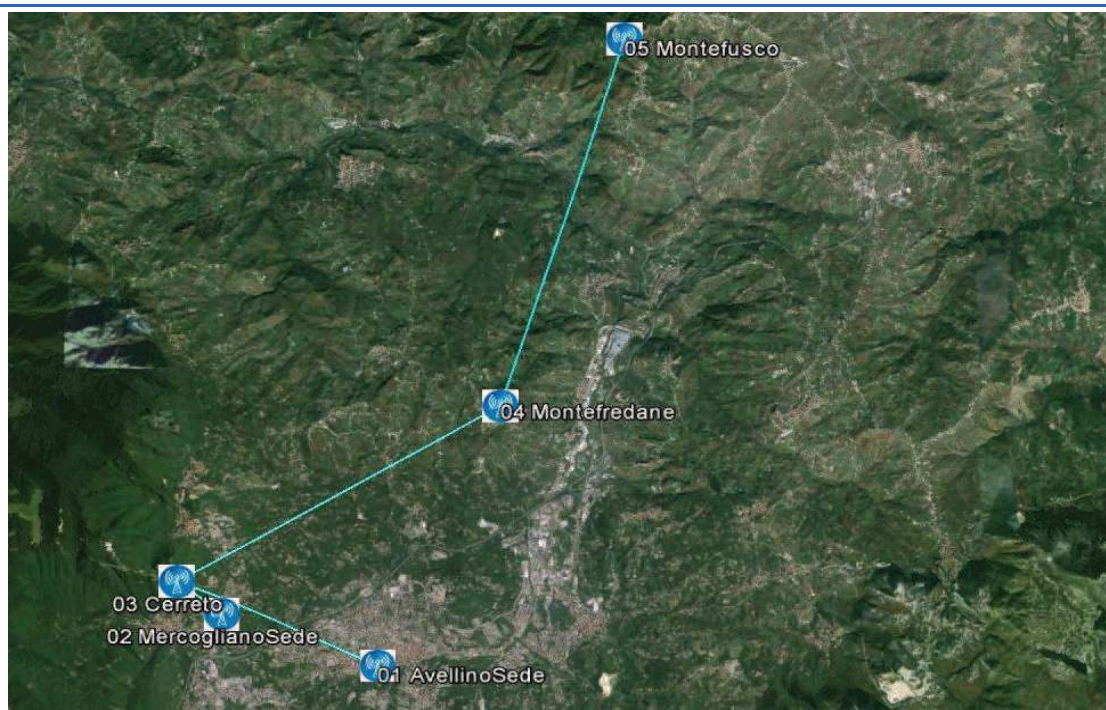 05 Montefusco
04 Montefredane
03 Cerreto
02 MercoglianoSede
01 AvellinoSede